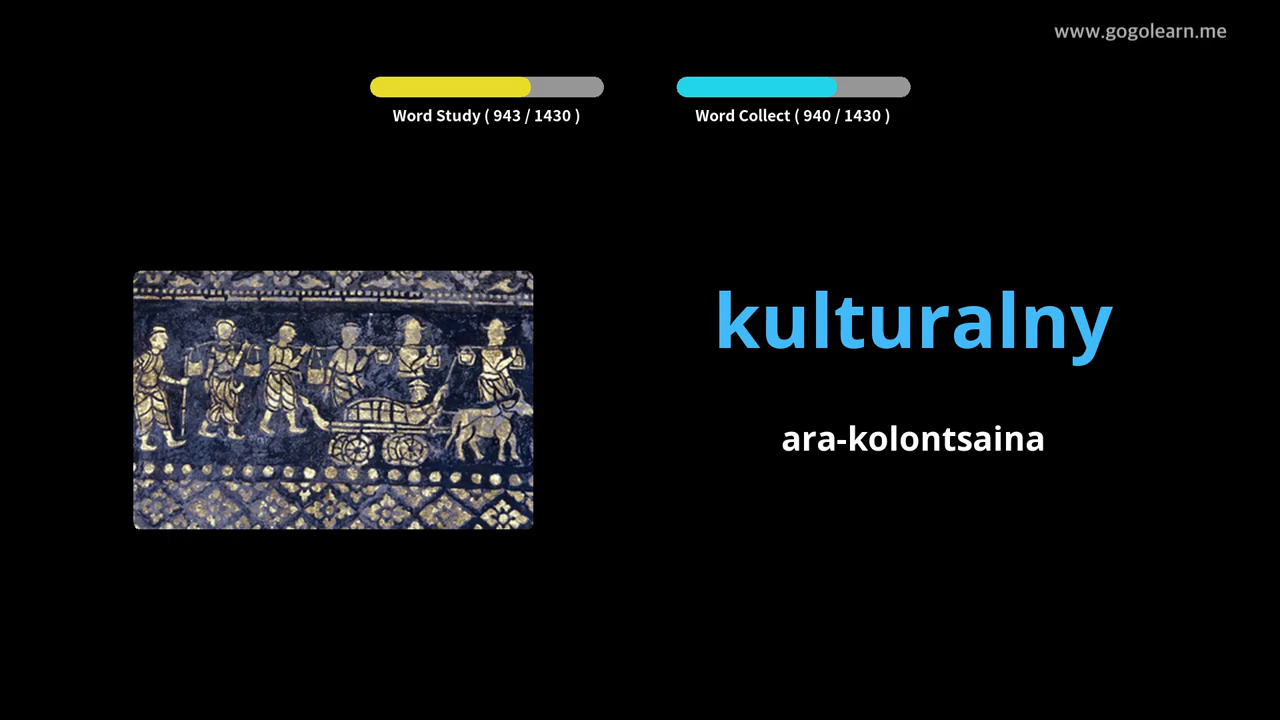 www.gogolearn.me
Word Study ( 943 / 1430 )
Word Collect ( 940 / 1430 )
kulturalny
ara-kolontsaina